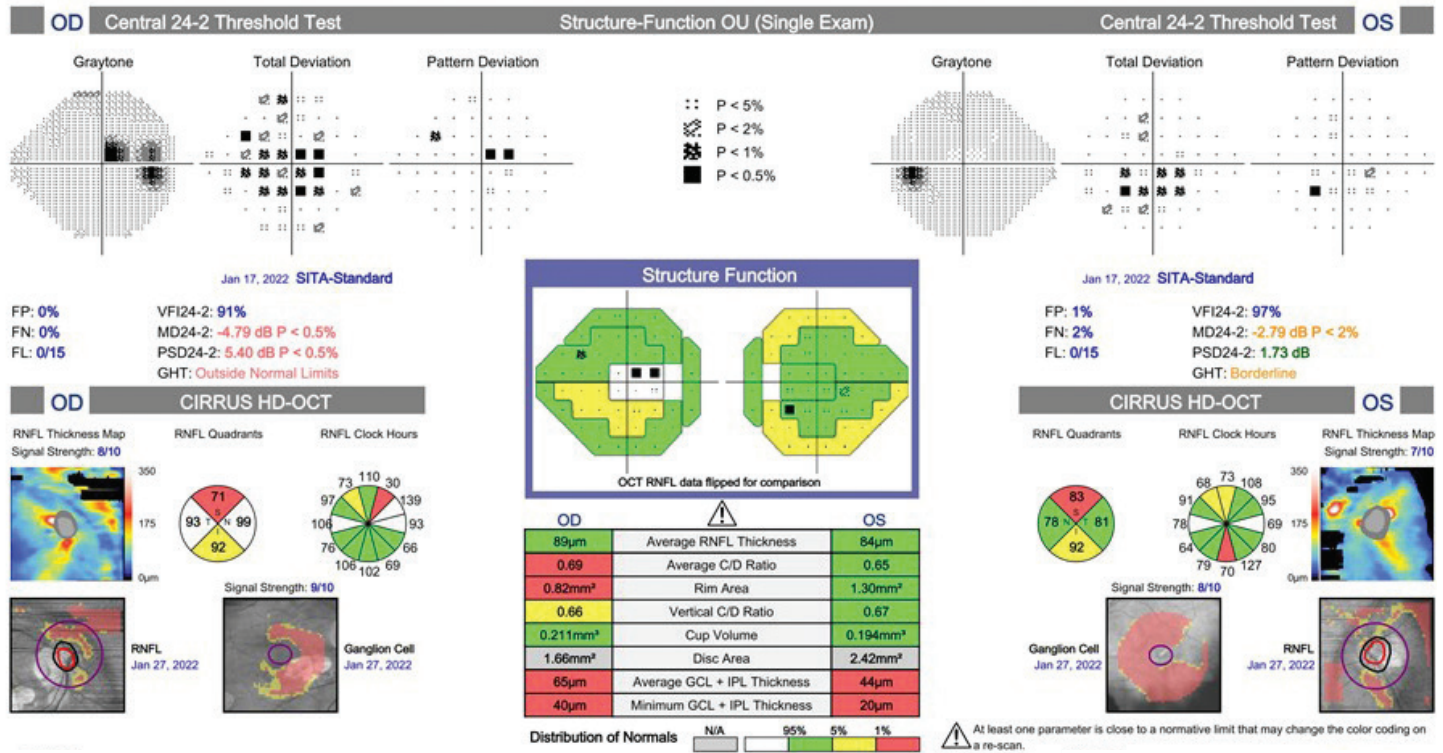 OD Central 24-2 Threshold Test Structure-Function OU (Single Exam) Central 24-2 Threshold Test OS
Graytone Total Deviation Pattern Deviation
Graytone Total Deviation Pattern Deviation
P < 5%
P < 2%
P < 1%
P < 0.5%
Jan 17, 2022 SITA-Standard
FP: 0% VFI24-2: 91%
FN: 0% MD24-2: -4.79 dB P < 0.5%
FL: 0/15 PSD24-2: 5.40 dB P < 0.5%
GHT: Outside Normal Limits
Structure Function
OCT RNFL data flipped for comparison
Jan 17, 2022 SITA-Standard
FP: 1% VFI24-2: 97%
FN: 2% MD24-2: -2.79 dB P < 2%
FL: 0/15 PSD24-2: 1.73 dB
GHT: Borderline
OD CIRRUS HD-OCT
RNFL Thickness Map RNFL Quadrants RNFL Clock Hours
Signal Strength: 8/10
350
175
0µm
71
S
93 T N 99
I
92
73 110 30
97 139
106 93
76 66
106 102 69
Signal Strength: 9/10
RNFL
Jan 27, 2022
Ganglion Cell
Jan 27, 2022
OD OS
89µm Average RNFL Thickness 84µm
0.69 Average C/D Ratio 0.65
0.82mm² Rim Area 1.30mm²
0.66 Vertical C/D Ratio 0.67
0.211mm³ Cup Volume 0.194mm³
1.66mm² Disc Area 2.42mm²
65µm Average GCL + IPL Thickness 44µm
40µm Minimum GCL + IPL Thickness 20µm
Distribution of Normals N/A 95% 5% 1%
CIRRUS HD-OCT OS
RNFL Quadrants RNFL Clock Hours RNFL Thickness Map
Signal Strength: 7/10
83
S
78 N T 81
I
92
68 73 108
91 95
78 69
64 80
79 70 127
350
175
0µm
Signal Strength: 8/10
Ganglion Cell
Jan 27, 2022
RNFL
Jan 27, 2022
At least one parameter is close to a normative limit that may change the color coding on
a re-scan.